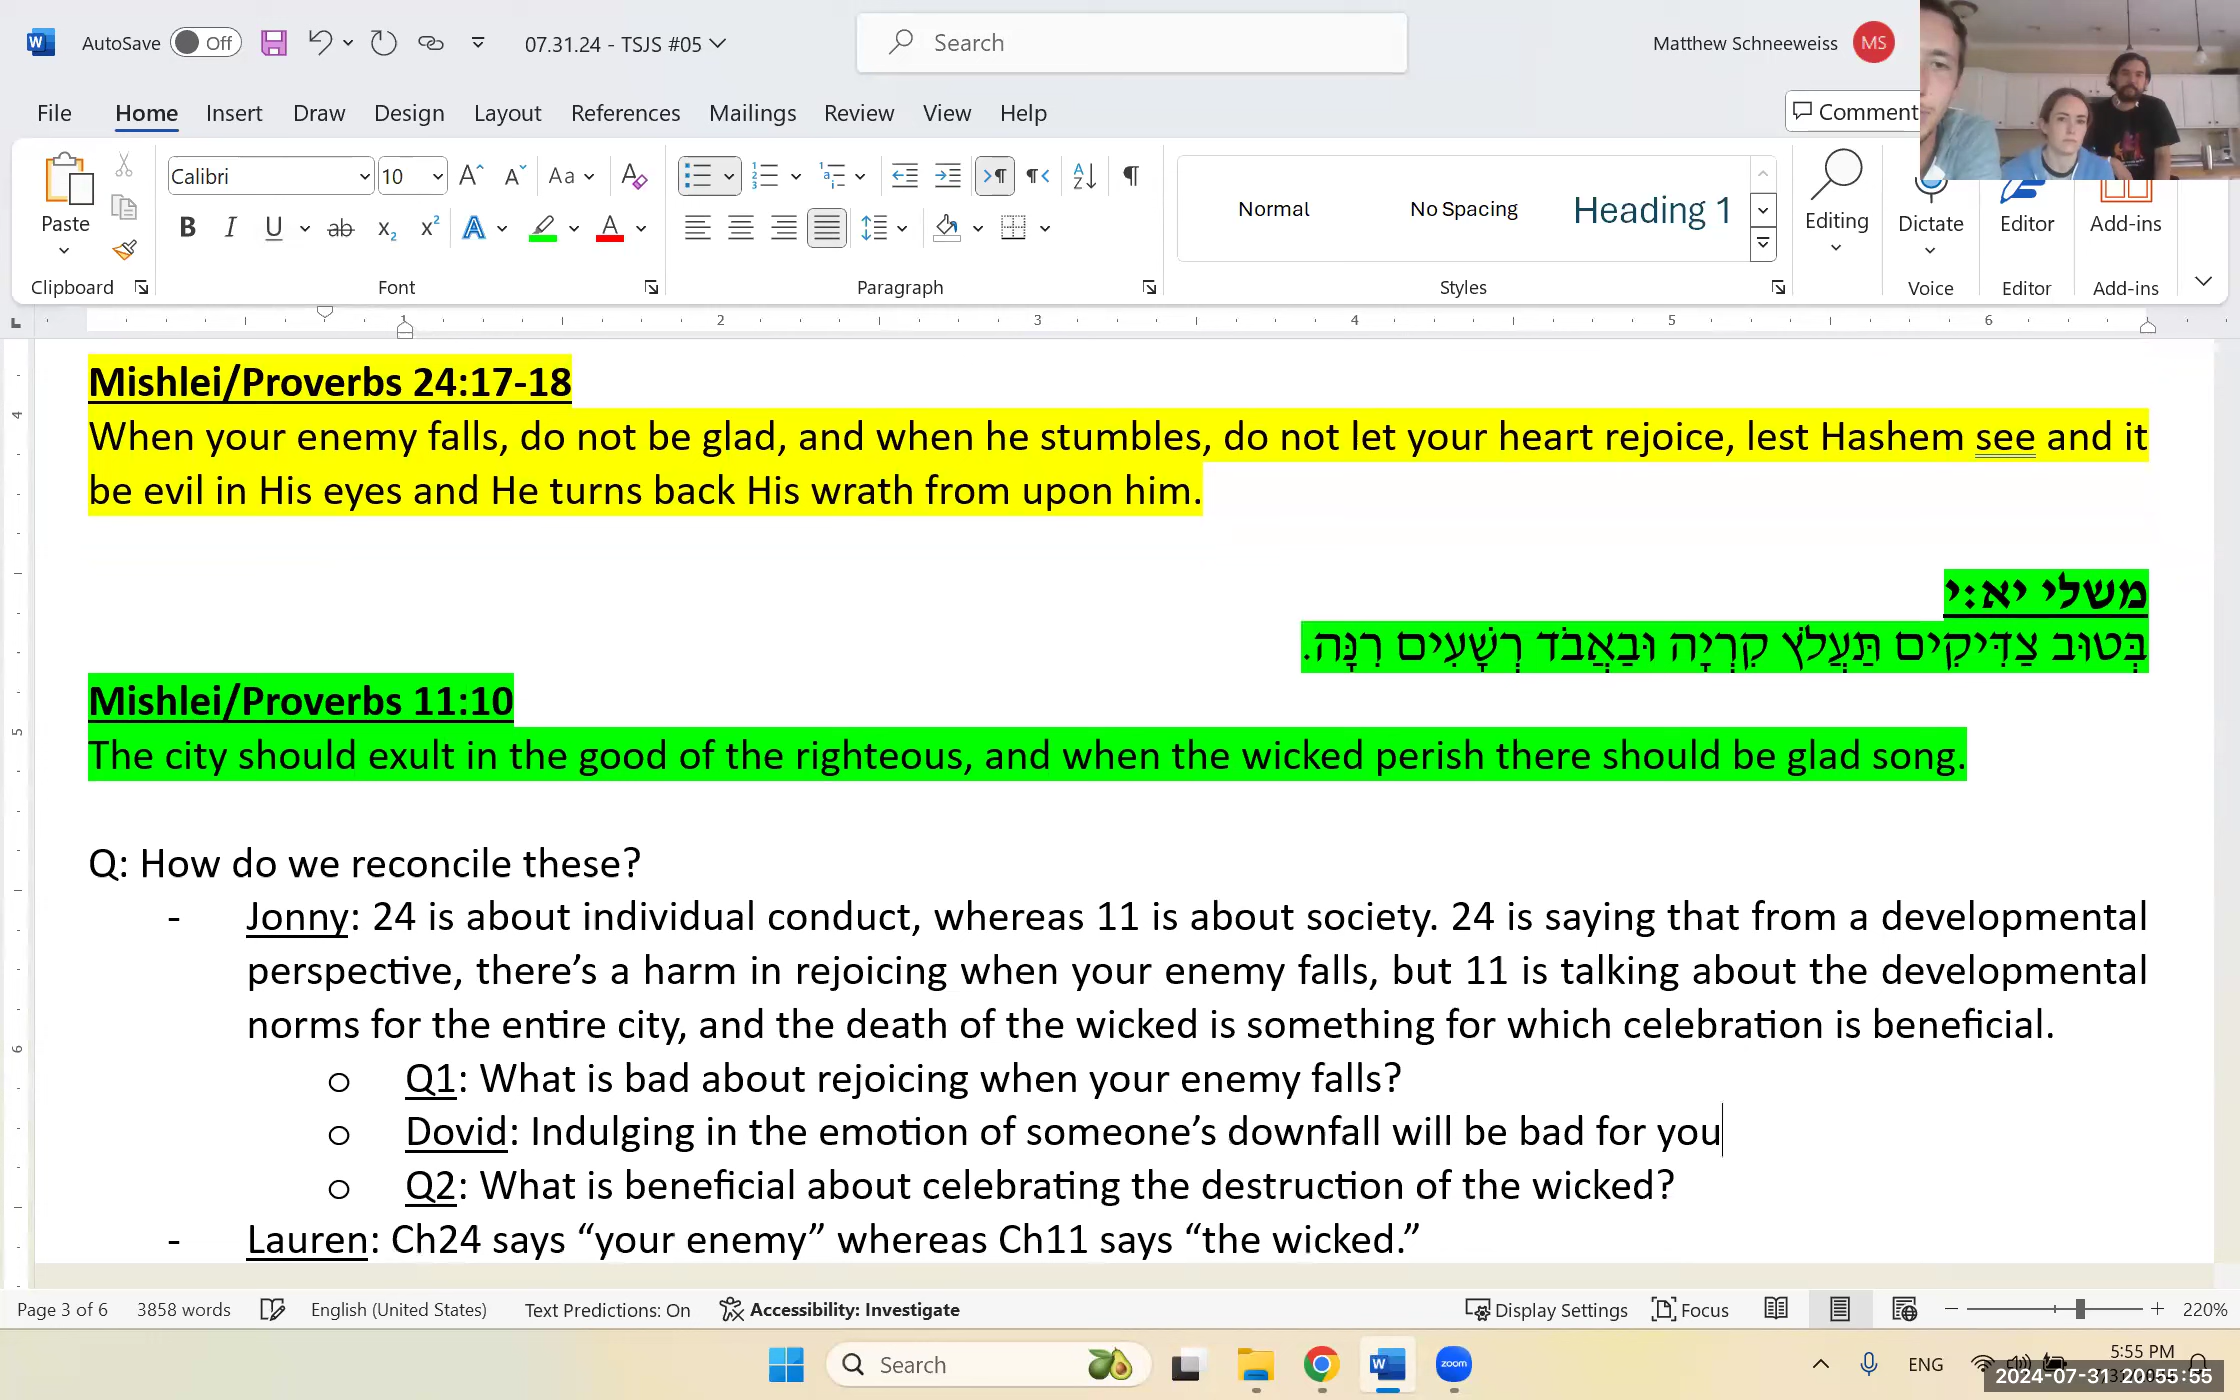 AutoSave Off 07.31.24 - TSJS #05 Search Matthew Schneeweiss MS
File Home Insert Draw Design Layout References Mailings Review View Help Comment
Paste Calibri 10 Aa Normal No Spacing Heading 1 Editing Dictate Editor Add-ins
Clipboard Font Paragraph Styles Voice Editor Add-ins
1 2 3 4 5 6
Mishlei/Proverbs 24:17-18
When your enemy falls, do not be glad, and when he stumbles, do not let your heart rejoice, lest Hashem see and it
be evil in His eyes and He turns back His wrath from upon him.
משלי יא:י
בְּטוּב צַדִּיקִים תַּעֲלֹץ קִרְיָה וּבַאֲבֹד רְשָׁעִים רִנָּה.
Mishlei/Proverbs 11:10
The city should exult in the good of the righteous, and when the wicked perish there should be glad song.
Q: How do we reconcile these?
- Jonny: 24 is about individual conduct, whereas 11 is about society. 24 is saying that from a developmental
perspective, there’s a harm in rejoicing when your enemy falls, but 11 is talking about the developmental
norms for the entire city, and the death of the wicked is something for which celebration is beneficial.
o Q1: What is bad about rejoicing when your enemy falls?
o Dovid: Indulging in the emotion of someone’s downfall will be bad for you
o Q2: What is beneficial about celebrating the destruction of the wicked?
- Lauren: Ch24 says “your enemy” whereas Ch11 says “the wicked.”
Page 3 of 6 3858 words English (United States) Text Predictions: On Accessibility: Investigate Display Settings Focus 220%
Search zoom ENG 5:55 PM
2024-07-31 20:55:55